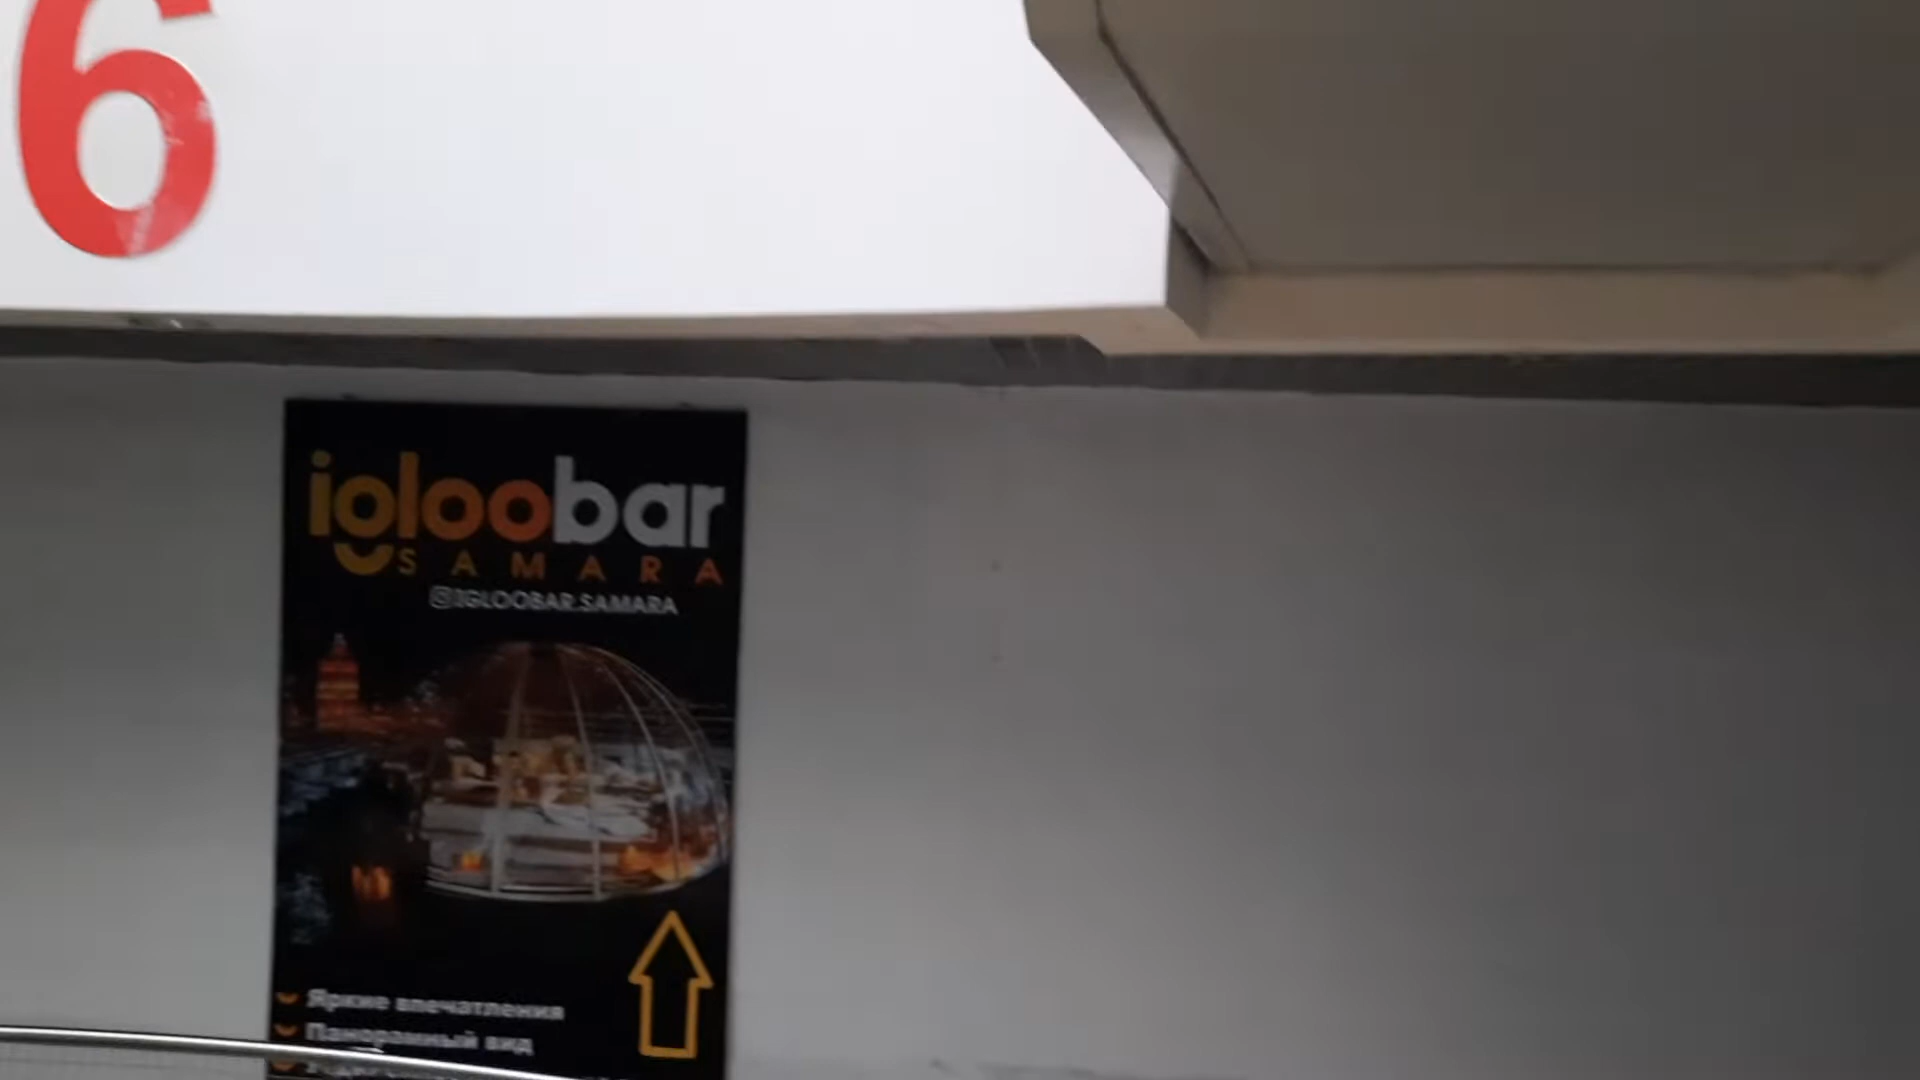 6
igloobar
SAMARA
@IGLOOBAR.SAMARA
Яркие впечатления
Панорамный вид